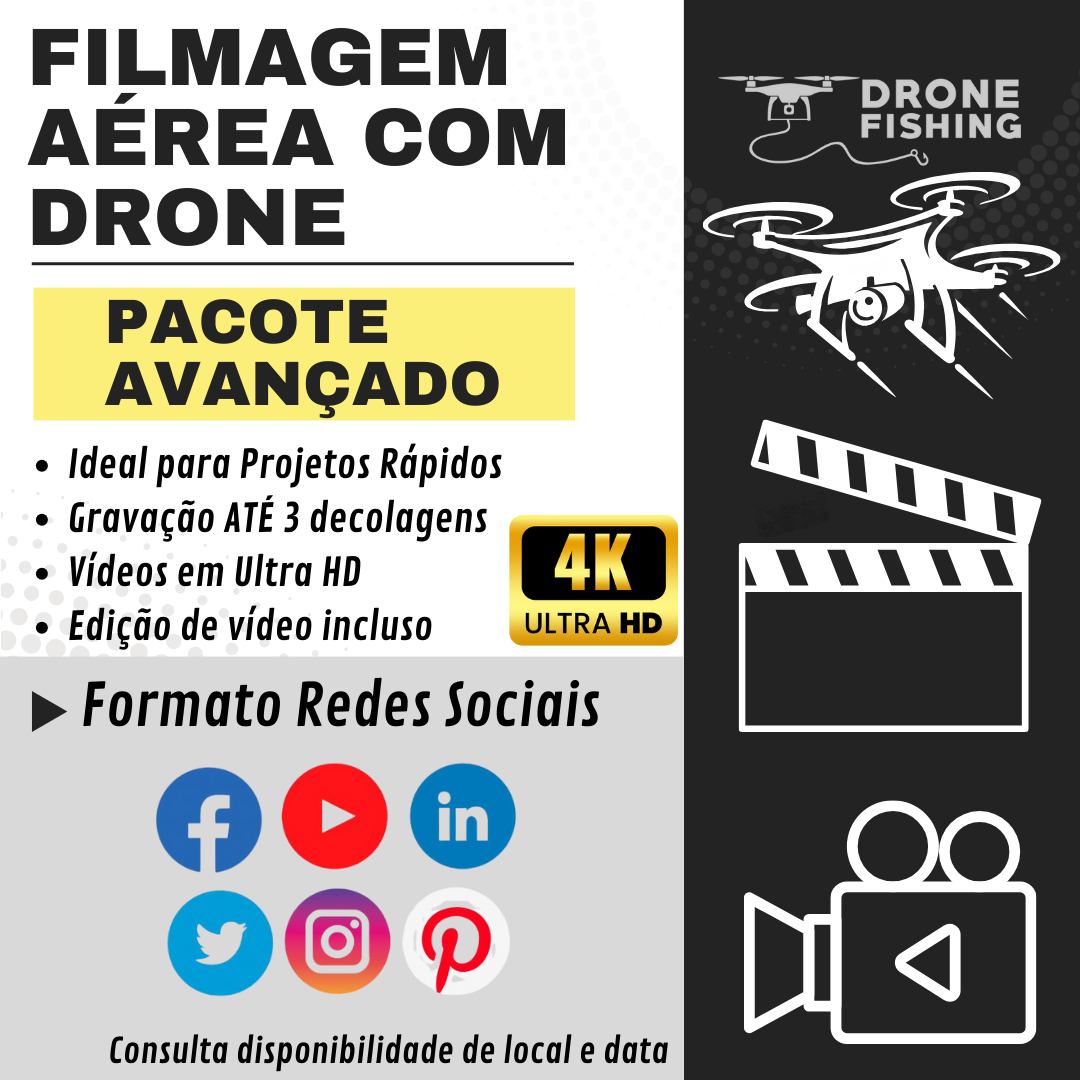 FILMAGEM
AÉREA COM
DRONE
PACOTE
AVANÇADO
• Ideal para Projetos Rápidos
• Gravação ATÉ 3 decolagens
• Vídeos em Ultra HD
• Edição de vídeo incluso
4K
ULTRA HD
Formato Redes Sociais
in
Consulta disponibilidade de local e data
DRONE
FISHING